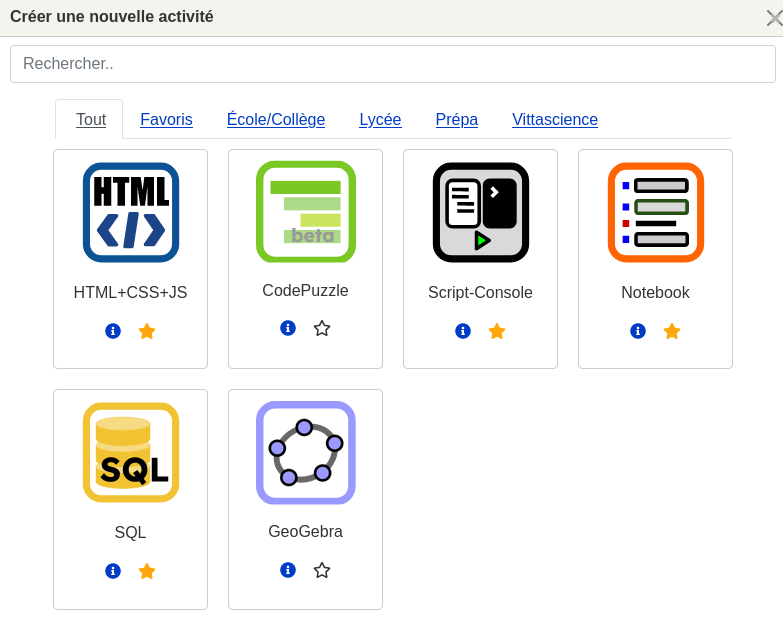 Créer une nouvelle activité
Rechercher..
Tout Favoris École/Collège Lycée Prépa Vittascience
HTML
beta
HTML+CSS+JS CodePuzzle Script-Console Notebook
SQL
SQL GeoGebra